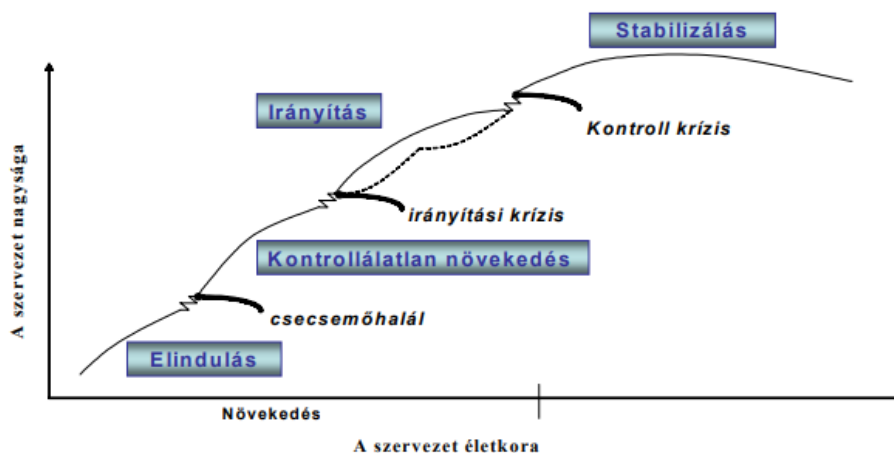 Stabilizálás
Irányítás
Kontroll krízis
A szervezet nagysága
irányítási krízis
Kontrollálatlan növekedés
csecsemőhalál
Elindulás
Növekedés
A szervezet életkora